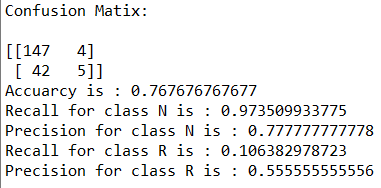 Confusion Matix:
[[147   4]
 [ 42   5]]
Accuarcy is : 0.767676767677
Recall for class N is : 0.973509933775
Precision for class N is : 0.777777777778
Recall for class R is : 0.106382978723
Precision for class R is : 0.555555555556